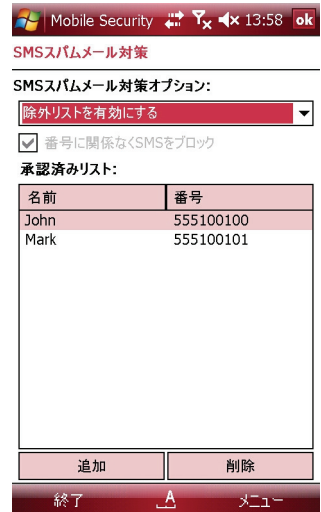 Mobile Security 13:58 ok
SMSスパムメール対策
SMSスパムメール対策オプション:
除外リストを有効にする
番号に関係なくSMSをブロック
承認済みリスト:
名前 番号
John 555100100
Mark 555100101
追加 削除
終了 A メニュー